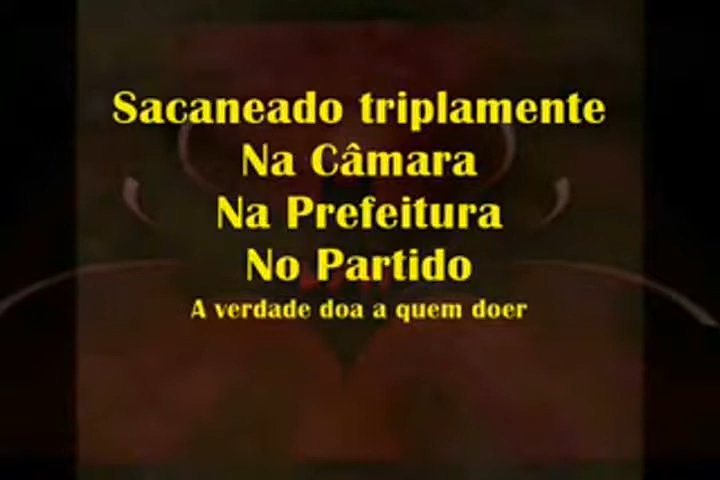 Sacaneado triplamente
Na Câmara
Na Prefeitura
No Partido
A verdade doa a quem doer